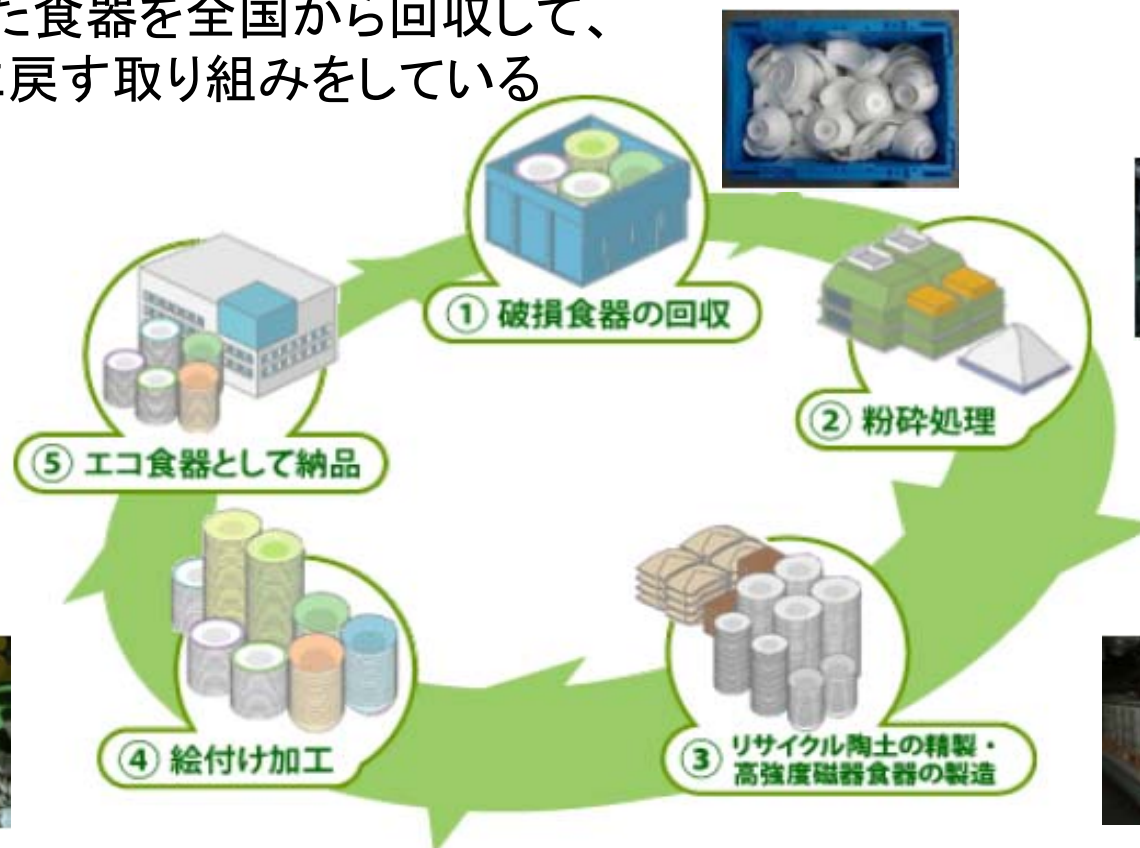 た食器を全国から回収して、
戻す取り組みをしている
① 破損食器の回収
② 粉砕処理
③ リサイクル陶土の精製・
高強度磁器食器の製造
④ 絵付け加工
⑤ エコ食器として納品